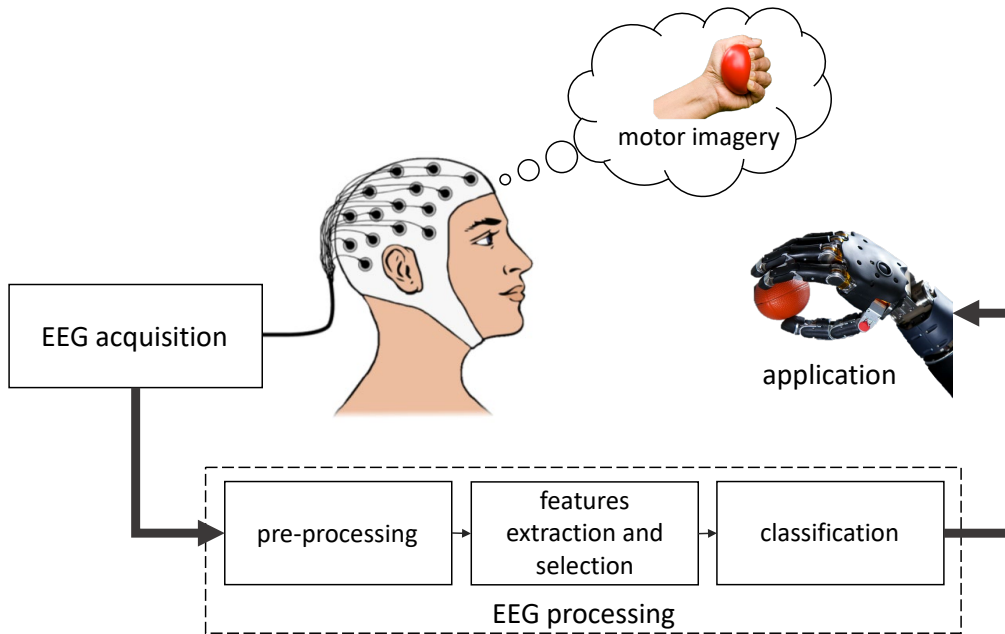 motor imagery
EEG acquisition
application
pre-processing
features
extraction and
selection
classification
EEG processing